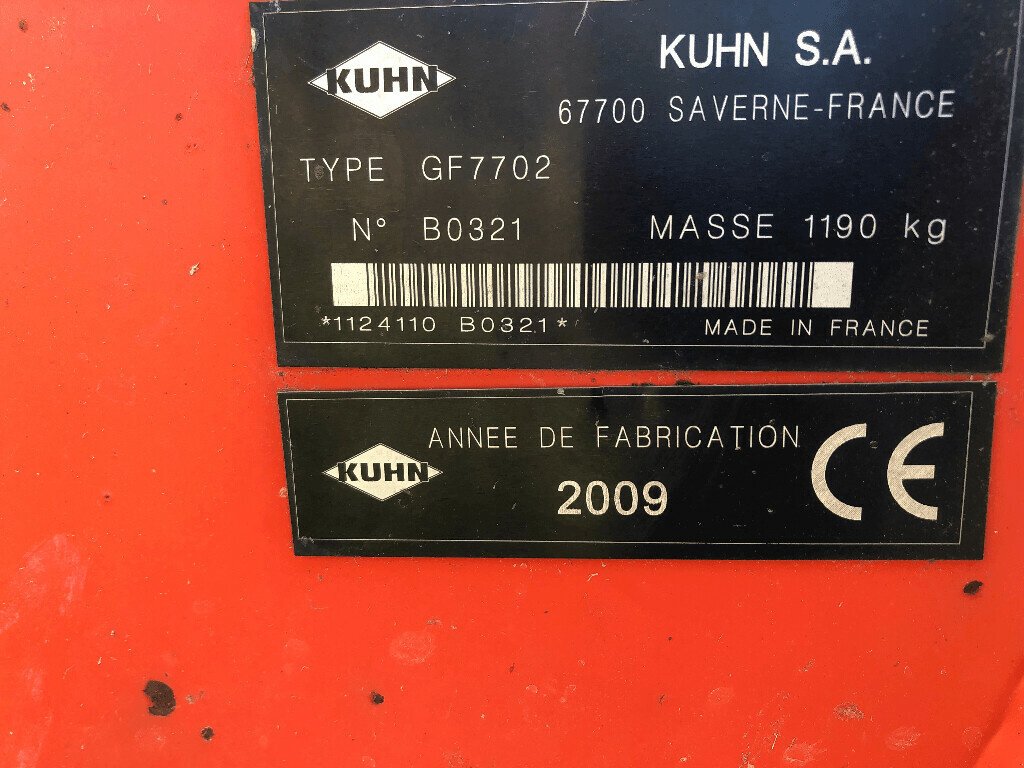 KUHN
KUHN S.A.
67700 SAVERNE-FRANCE
TYPE GF7702
N° B0321 MASSE 1190 kg
*1124110 B0321*
MADE IN FRANCE
KUHN
ANNEE DE FABRICATION
2009
CE